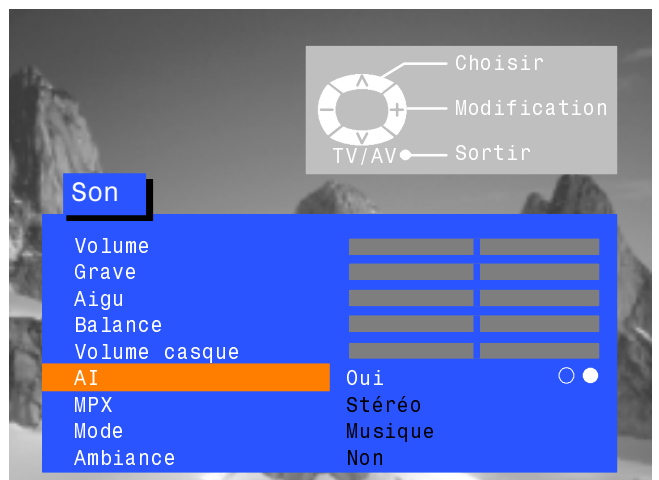 Choisir
Modification
TV/AV Sortir
Son
Volume
Grave
Aigu
Balance
Volume casque
AI Oui
MPX Stéréo
Mode Musique
Ambiance Non